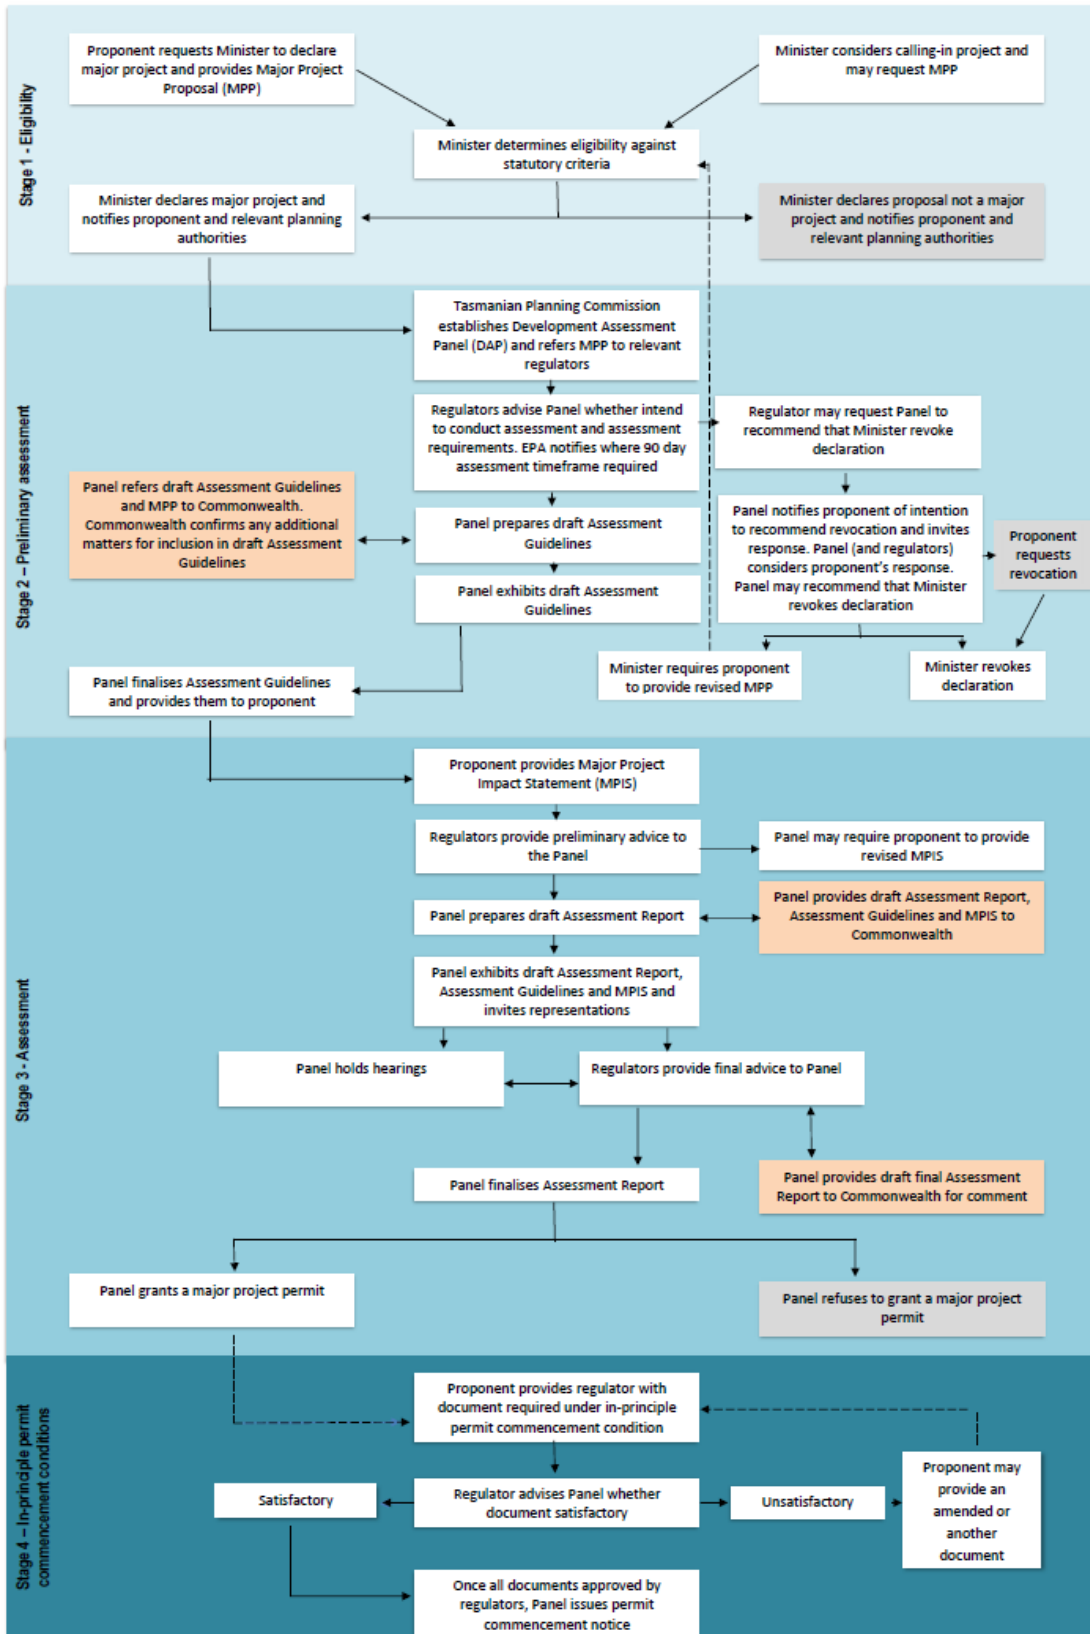 Stage 1 - Eligibility
Proponent requests Minister to declare
major project and provides Major Project
Proposal (MPP)
Minister considers calling-in project and
may request MPP
Minister determines eligibility against
statutory criteria
Minister declares major project and
notifies proponent and relevant planning
authorities
Minister declares proposal not a major
project and notifies proponent and
relevant planning authorities
Stage 2 – Preliminary assessment
Tasmanian Planning Commission
establishes Development Assessment
Panel (DAP) and refers MPP to relevant
regulators
Regulators advise Panel whether intend
to conduct assessment and assessment
requirements. EPA notifies where 90 day
assessment timeframe required
Regulator may request Panel to
recommend that Minister revoke
declaration
Panel refers draft Assessment Guidelines
and MPP to Commonwealth.
Commonwealth confirms any additional
matters for inclusion in draft Assessment
Guidelines
Panel prepares draft Assessment
Guidelines
Panel notifies proponent of intention
to recommend revocation and invites
response. Panel (and regulators)
considers proponent's response.
Panel may recommend that Minister
revokes declaration
Proponent
requests
revocation
Panel exhibits draft Assessment
Guidelines
Minister requires proponent
to provide revised MPP
Minister revokes
declaration
Panel finalises Assessment Guidelines
and provides them to proponent
Stage 3 - Assessment
Proponent provides Major Project
Impact Statement (MPIS)
Regulators provide preliminary advice to
the Panel
Panel may require proponent to provide
revised MPIS
Panel prepares draft Assessment Report
Panel provides draft Assessment Report,
Assessment Guidelines and MPIS to
Commonwealth
Panel exhibits draft Assessment Report,
Assessment Guidelines and MPIS and
invites representations
Panel holds hearings
Regulators provide final advice to Panel
Panel finalises Assessment Report
Panel provides draft final Assessment
Report to Commonwealth for comment
Panel grants a major project permit
Panel refuses to grant a major project
permit
Stage 4 – In-principle permit
commencement conditions
Proponent provides regulator with
document required under in-principle
permit commencement condition
Satisfactory
Regulator advises Panel whether
document satisfactory
Unsatisfactory
Proponent may
provide an
amended or
another
document
Once all documents approved by
regulators, Panel issues permit
commencement notice